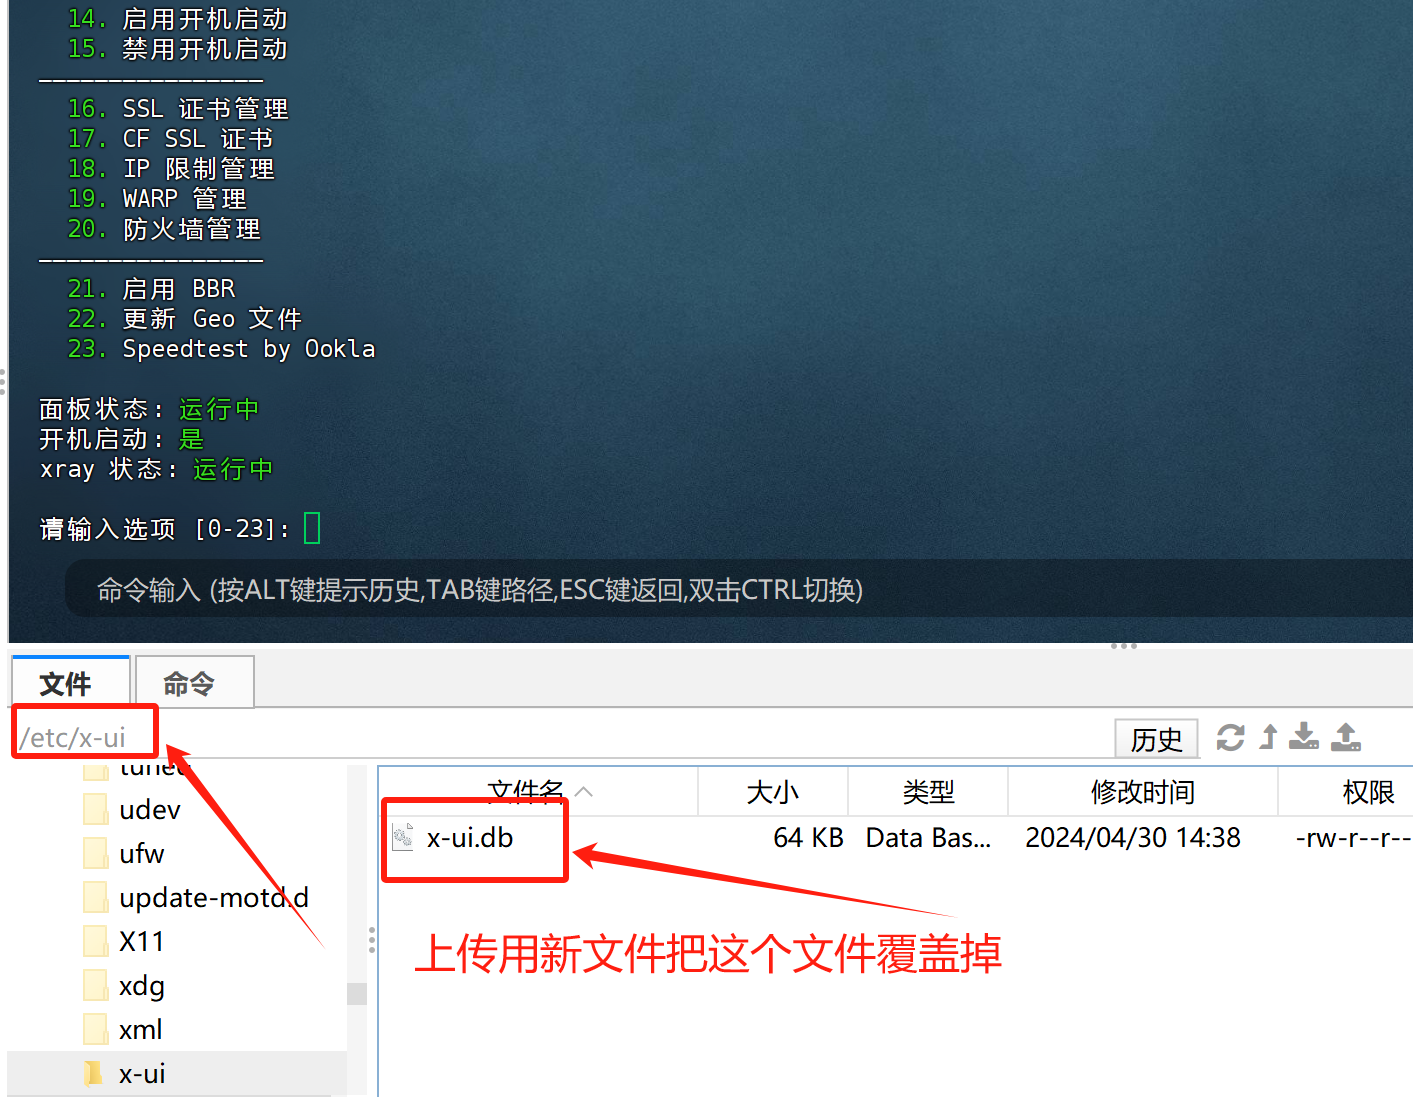 14. 启用开机启动
15. 禁用开机启动
————————————————
16. SSL 证书管理
17. CF SSL 证书
18. IP 限制管理
19. WARP 管理
20. 防火墙管理
————————————————
21. 启用 BBR
22. 更新 Geo 文件
23. Speedtest by Ookla
面板状态: 运行中
开机启动: 是
xray 状态: 运行中
请输入选项 [0-23]:
命令输入 (按ALT键提示历史,TAB键路径,ESC键返回,双击CTRL切换)
文件 命令
/etc/x-ui 历史
tuned
文件名 大小 类型 修改时间 权限
udev
x-ui.db 64 KB Data Bas... 2024/04/30 14:38 -rw-r--r--
ufw
update-motd.d
X11
上传用新文件把这个文件覆盖掉
xdg
xml
x-ui